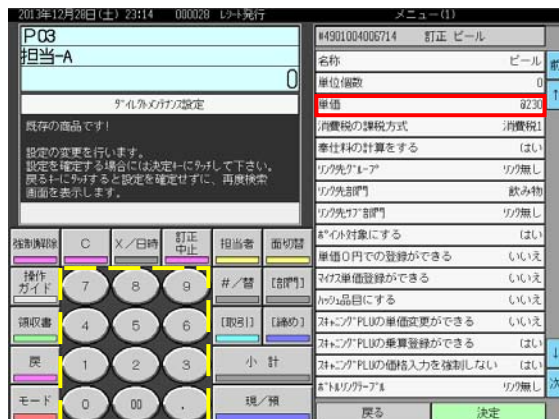 2013年12月28日(土) 23:14 000028 レシート発行
メニュー(1)
P03
担当-A
0
ダイレクトメンテナンス設定
既存の商品です!
設定の変更を行います。
設定を確定する場合には決定キーにタッチして下さい。
戻るキーにタッチすると設定を確定せずに、再度検索
画面を表示します。
#4901004006714 訂正 ビール
名称 ビール
単位個数 0
単価 @230
消費税の課税方式 消費税1
奉仕料の計算をする はい
リンク先グループ リンク無し
リンク先部門 飲み物
リンク先サブ部門 リンク無し
ポイント対象にする はい
単価0円での登録ができる いいえ
マイナス単価登録ができる いいえ
ハッシュ品目にする いいえ
スキャニングPLUの単価変更ができる いいえ
スキャニングPLUの乗算登録ができる はい
スキャニングPLUの価格入力を強制しない はい
ボトルリンクテーブル リンク無し
戻る 決定
前
↑
↓
次
強制解除 C X/日時 訂正中止 担当者 面切替
操作ガイド 7 8 9 #/替 [部門]
領収書 4 5 6 [取引] [締め]
戻 1 2 3 小 計
モード 0 00 . 現/預